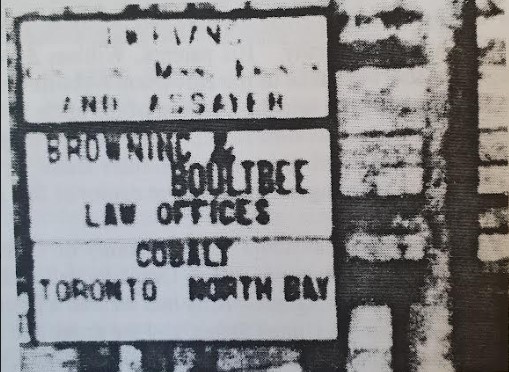 AND ASSAYER
BROWNING &
BOULTBEE
LAW OFFICES
COBALT
TORONTO NORTH BAY